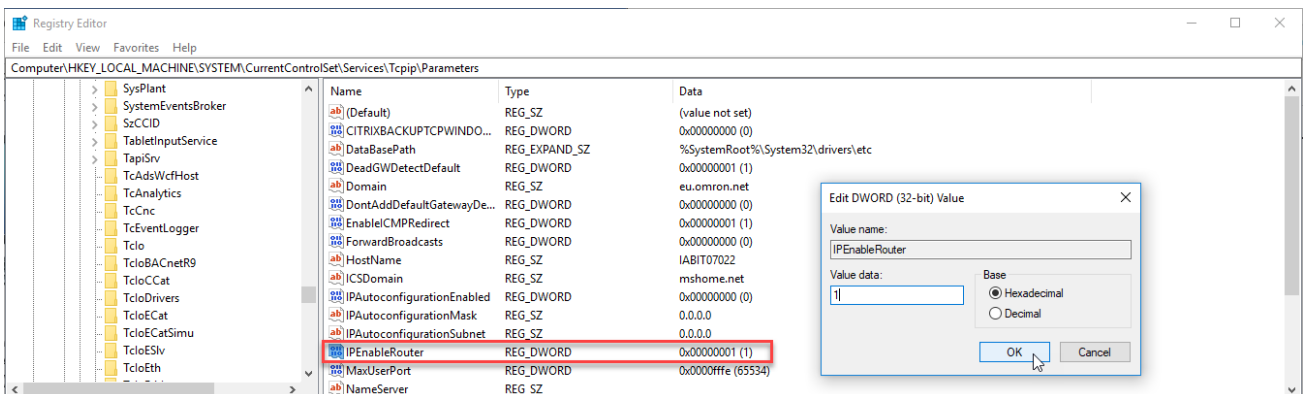 Registry Editor
File Edit View Favorites Help
Computer\HKEY_LOCAL_MACHINE\SYSTEM\CurrentControlSet\Services\Tcpip\Parameters
SysPlant
SystemEventsBroker
SzCCID
TabletInputService
TapiSrv
TcAdsWcfHost
TcAnalytics
TcCnc
TcEventLogger
TcIo
TcIoBACnetR9
TcIoCCat
TcIoDrivers
TcIoECat
TcIoECatSimu
TcIoESlv
TcIoEth
Name Type Data
(Default) REG_SZ (value not set)
CITRIXBACKUPTCPWINDO... REG_DWORD 0x00000000 (0)
DataBasePath REG_EXPAND_SZ %SystemRoot%\System32\drivers\etc
DeadGWDetectDefault REG_DWORD 0x00000001 (1)
Domain REG_SZ eu.omron.net
DontAddDefaultGatewayDe... REG_DWORD 0x00000000 (0)
EnableICMPRedirect REG_DWORD 0x00000001 (1)
ForwardBroadcasts REG_DWORD 0x00000000 (0)
HostName REG_SZ IABIT07022
ICSDomain REG_SZ mshome.net
IPAutoconfigurationEnabled REG_DWORD 0x00000000 (0)
IPAutoconfigurationMask REG_SZ 0.0.0.0
IPAutoconfigurationSubnet REG_SZ 0.0.0.0
IPEnableRouter REG_DWORD 0x00000001 (1)
MaxUserPort REG_DWORD 0x0000fffe (65534)
NameServer REG_SZ
Edit DWORD (32-bit) Value
Value name:
IPEnableRouter
Value data:
1
Base
Hexadecimal
Decimal
OK Cancel